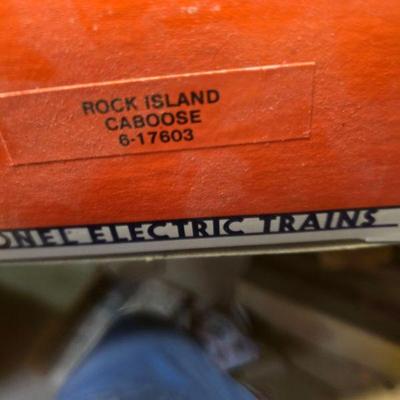 ROCK ISLAND
CABOOSE
6-17603
ONEL ELECTRIC TRAINS